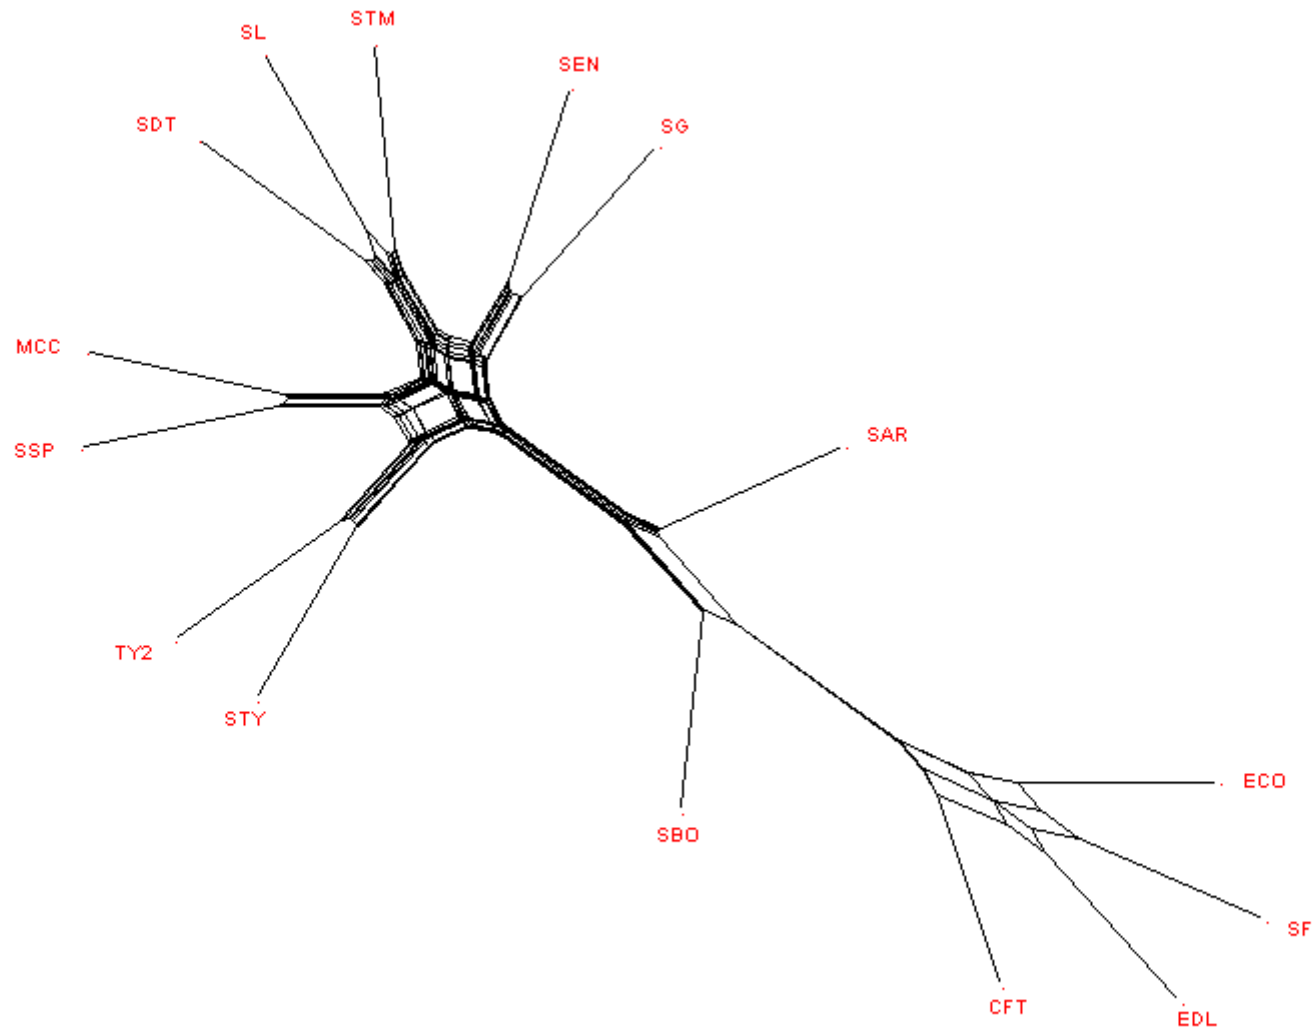 STM
SL
SEN
SDT
SG
MCC
SSP
SAR
TY2
STY
SBO
ECO
SF
CFT
EDL